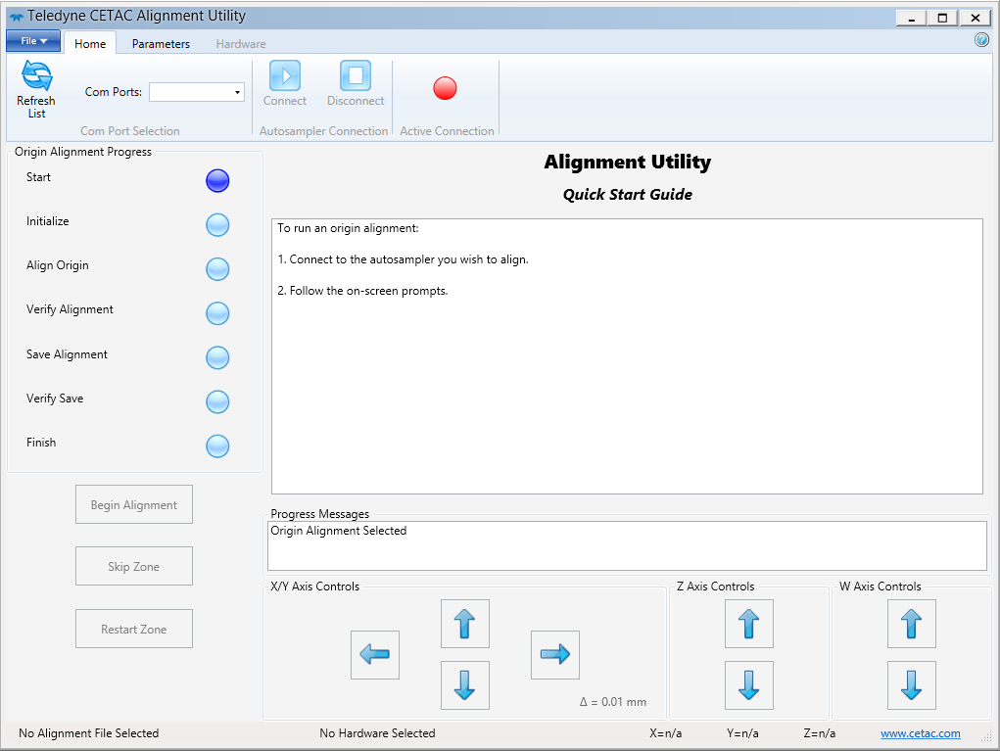 Teledyne CETAC Alignment Utility
File
Home
Parameters
Hardware
Refresh
List
Com Ports:
Com Port Selection
Connect
Disconnect
Autosampler Connection
Active Connection
Origin Alignment Progress
Start
Initialize
Align Origin
Verify Alignment
Save Alignment
Verify Save
Finish
Begin Alignment
Skip Zone
Restart Zone
Alignment Utility
Quick Start Guide
To run an origin alignment:
1. Connect to the autosampler you wish to align.
2. Follow the on-screen prompts.
Progress Messages
Origin Alignment Selected
X/Y Axis Controls
Δ = 0.01 mm
Z Axis Controls
W Axis Controls
No Alignment File Selected
No Hardware Selected
X=n/a
Y=n/a
Z=n/a
www.cetac.com